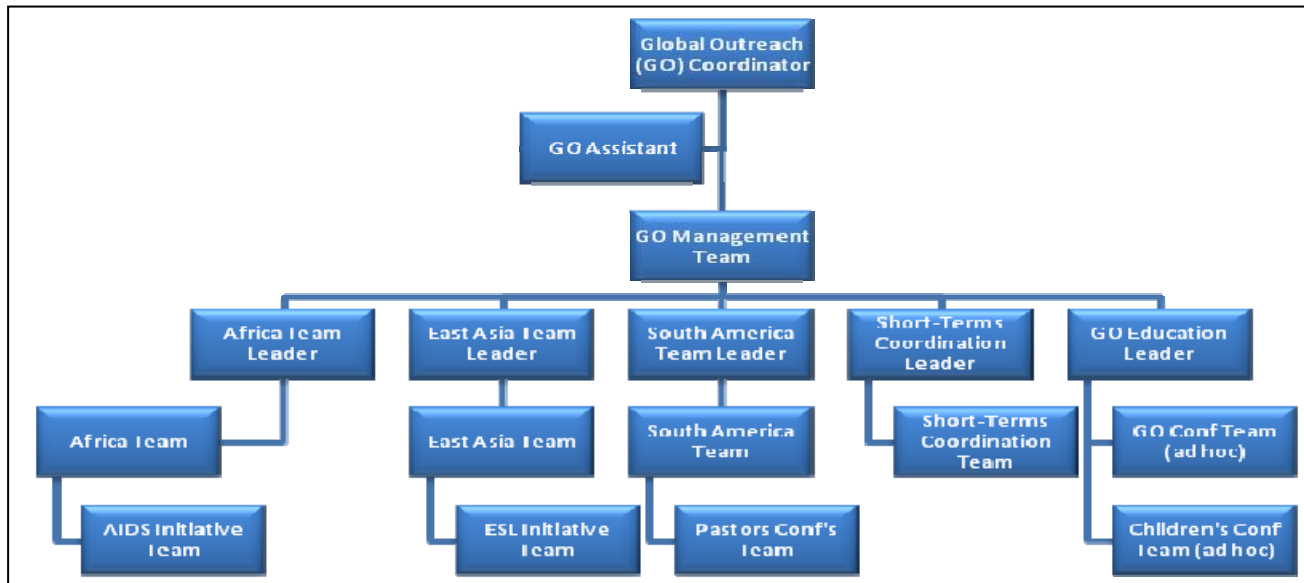 Global Outreach
(GO) Coordinator
GO Assistant
GO Management
Team
Africa Team
Leader
East Asia Team
Leader
South America
Team Leader
Short-Terms
Coordination
Leader
GO Education
Leader
Africa Team
East Asia Team
South America
Team
Short-Terms
Coordination
Team
GO Conf Team
(ad hoc)
AIDS Initiative
Team
ESL Initiative
Team
Pastors Conf's
Team
Children's Conf
Team (ad hoc)